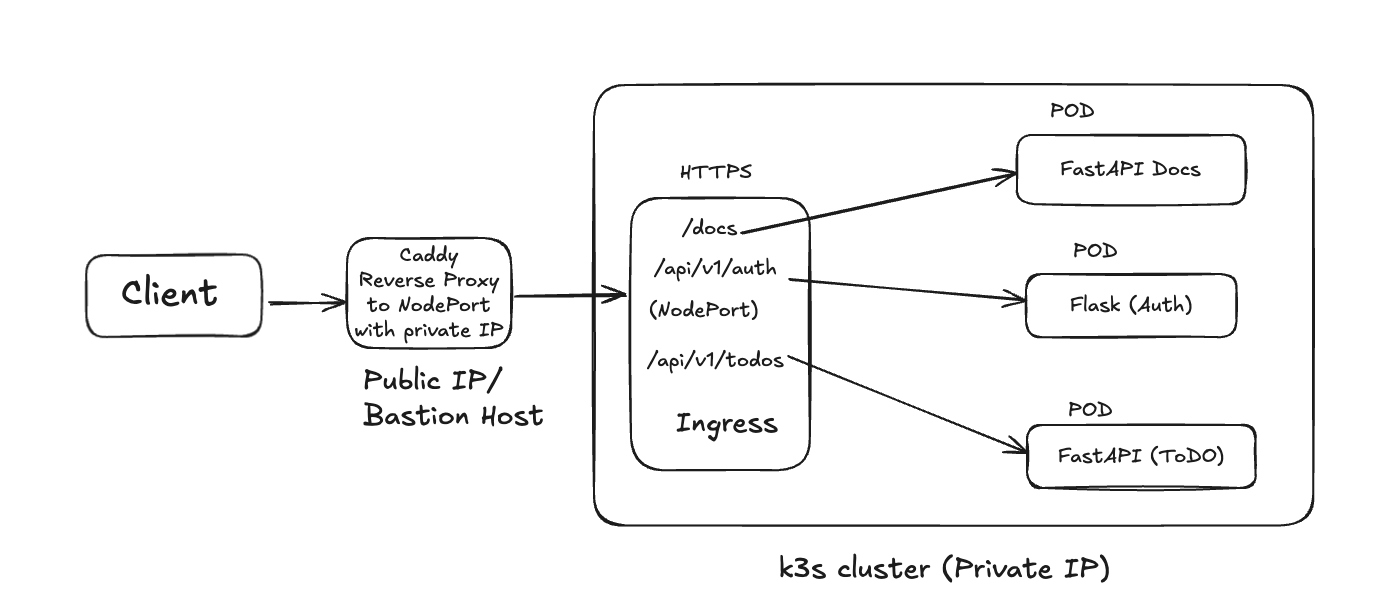 Client
Caddy
Reverse Proxy
to NodePort
with private IP
Public IP/
Bastion Host
HTTPS
/docs
/api/v1/auth
(NodePort)
/api/v1/todos
Ingress
POD
FastAPI Docs
POD
Flask (Auth)
POD
FastAPI (ToDO)
k3s cluster (Private IP)